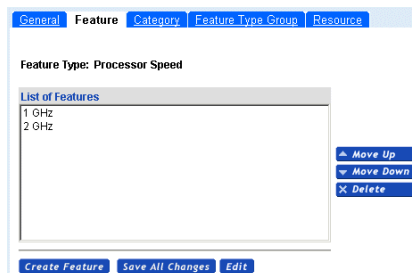 General Feature Category Feature Type Group Resource
Feature Type: Processor Speed
List of Features
1 GHz
2 GHz
Move Up
Move Down
Delete
Create Feature Save All Changes Edit